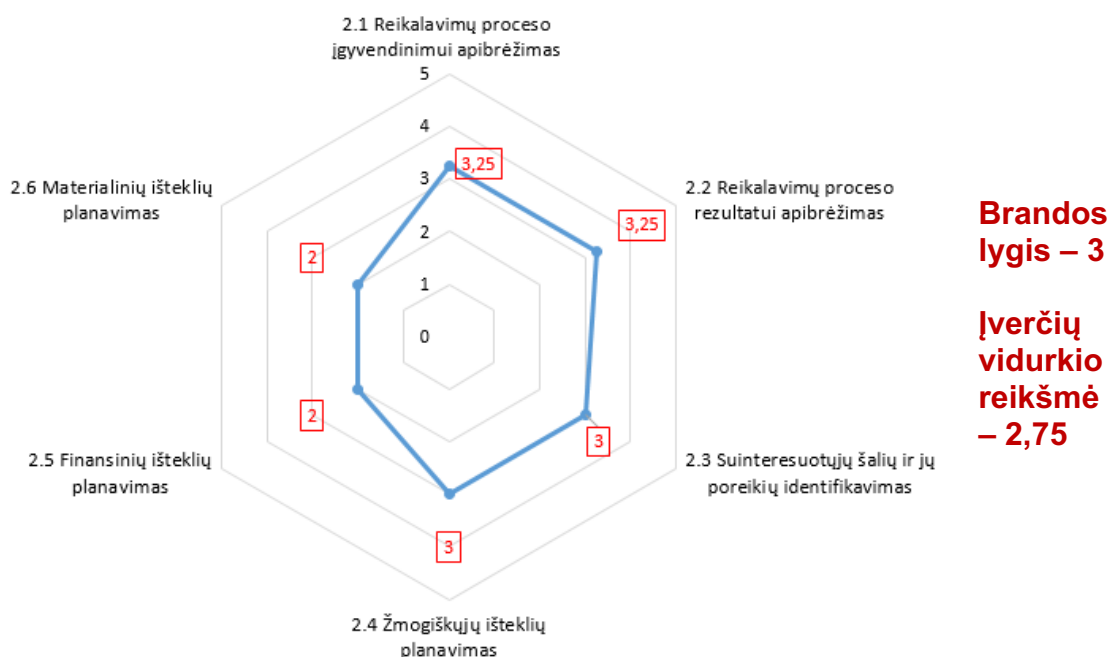 2.1 Reikalavimų proceso
įgyvendinimui apibrėžimas
5
4
3
2
1
0
3,25
2.2 Reikalavimų proceso
rezultatui apibrėžimas
3,25
2.3 Suinteresuotųjų šalių ir jų
poreikių identifikavimas
3
2.4 Žmogiškųjų išteklių
planavimas
3
2.5 Finansinių išteklių
planavimas
2
2.6 Materialinių išteklių
planavimas
2
Brandos
lygis – 3
Įverčių
vidurkio
reikšmė
– 2,75